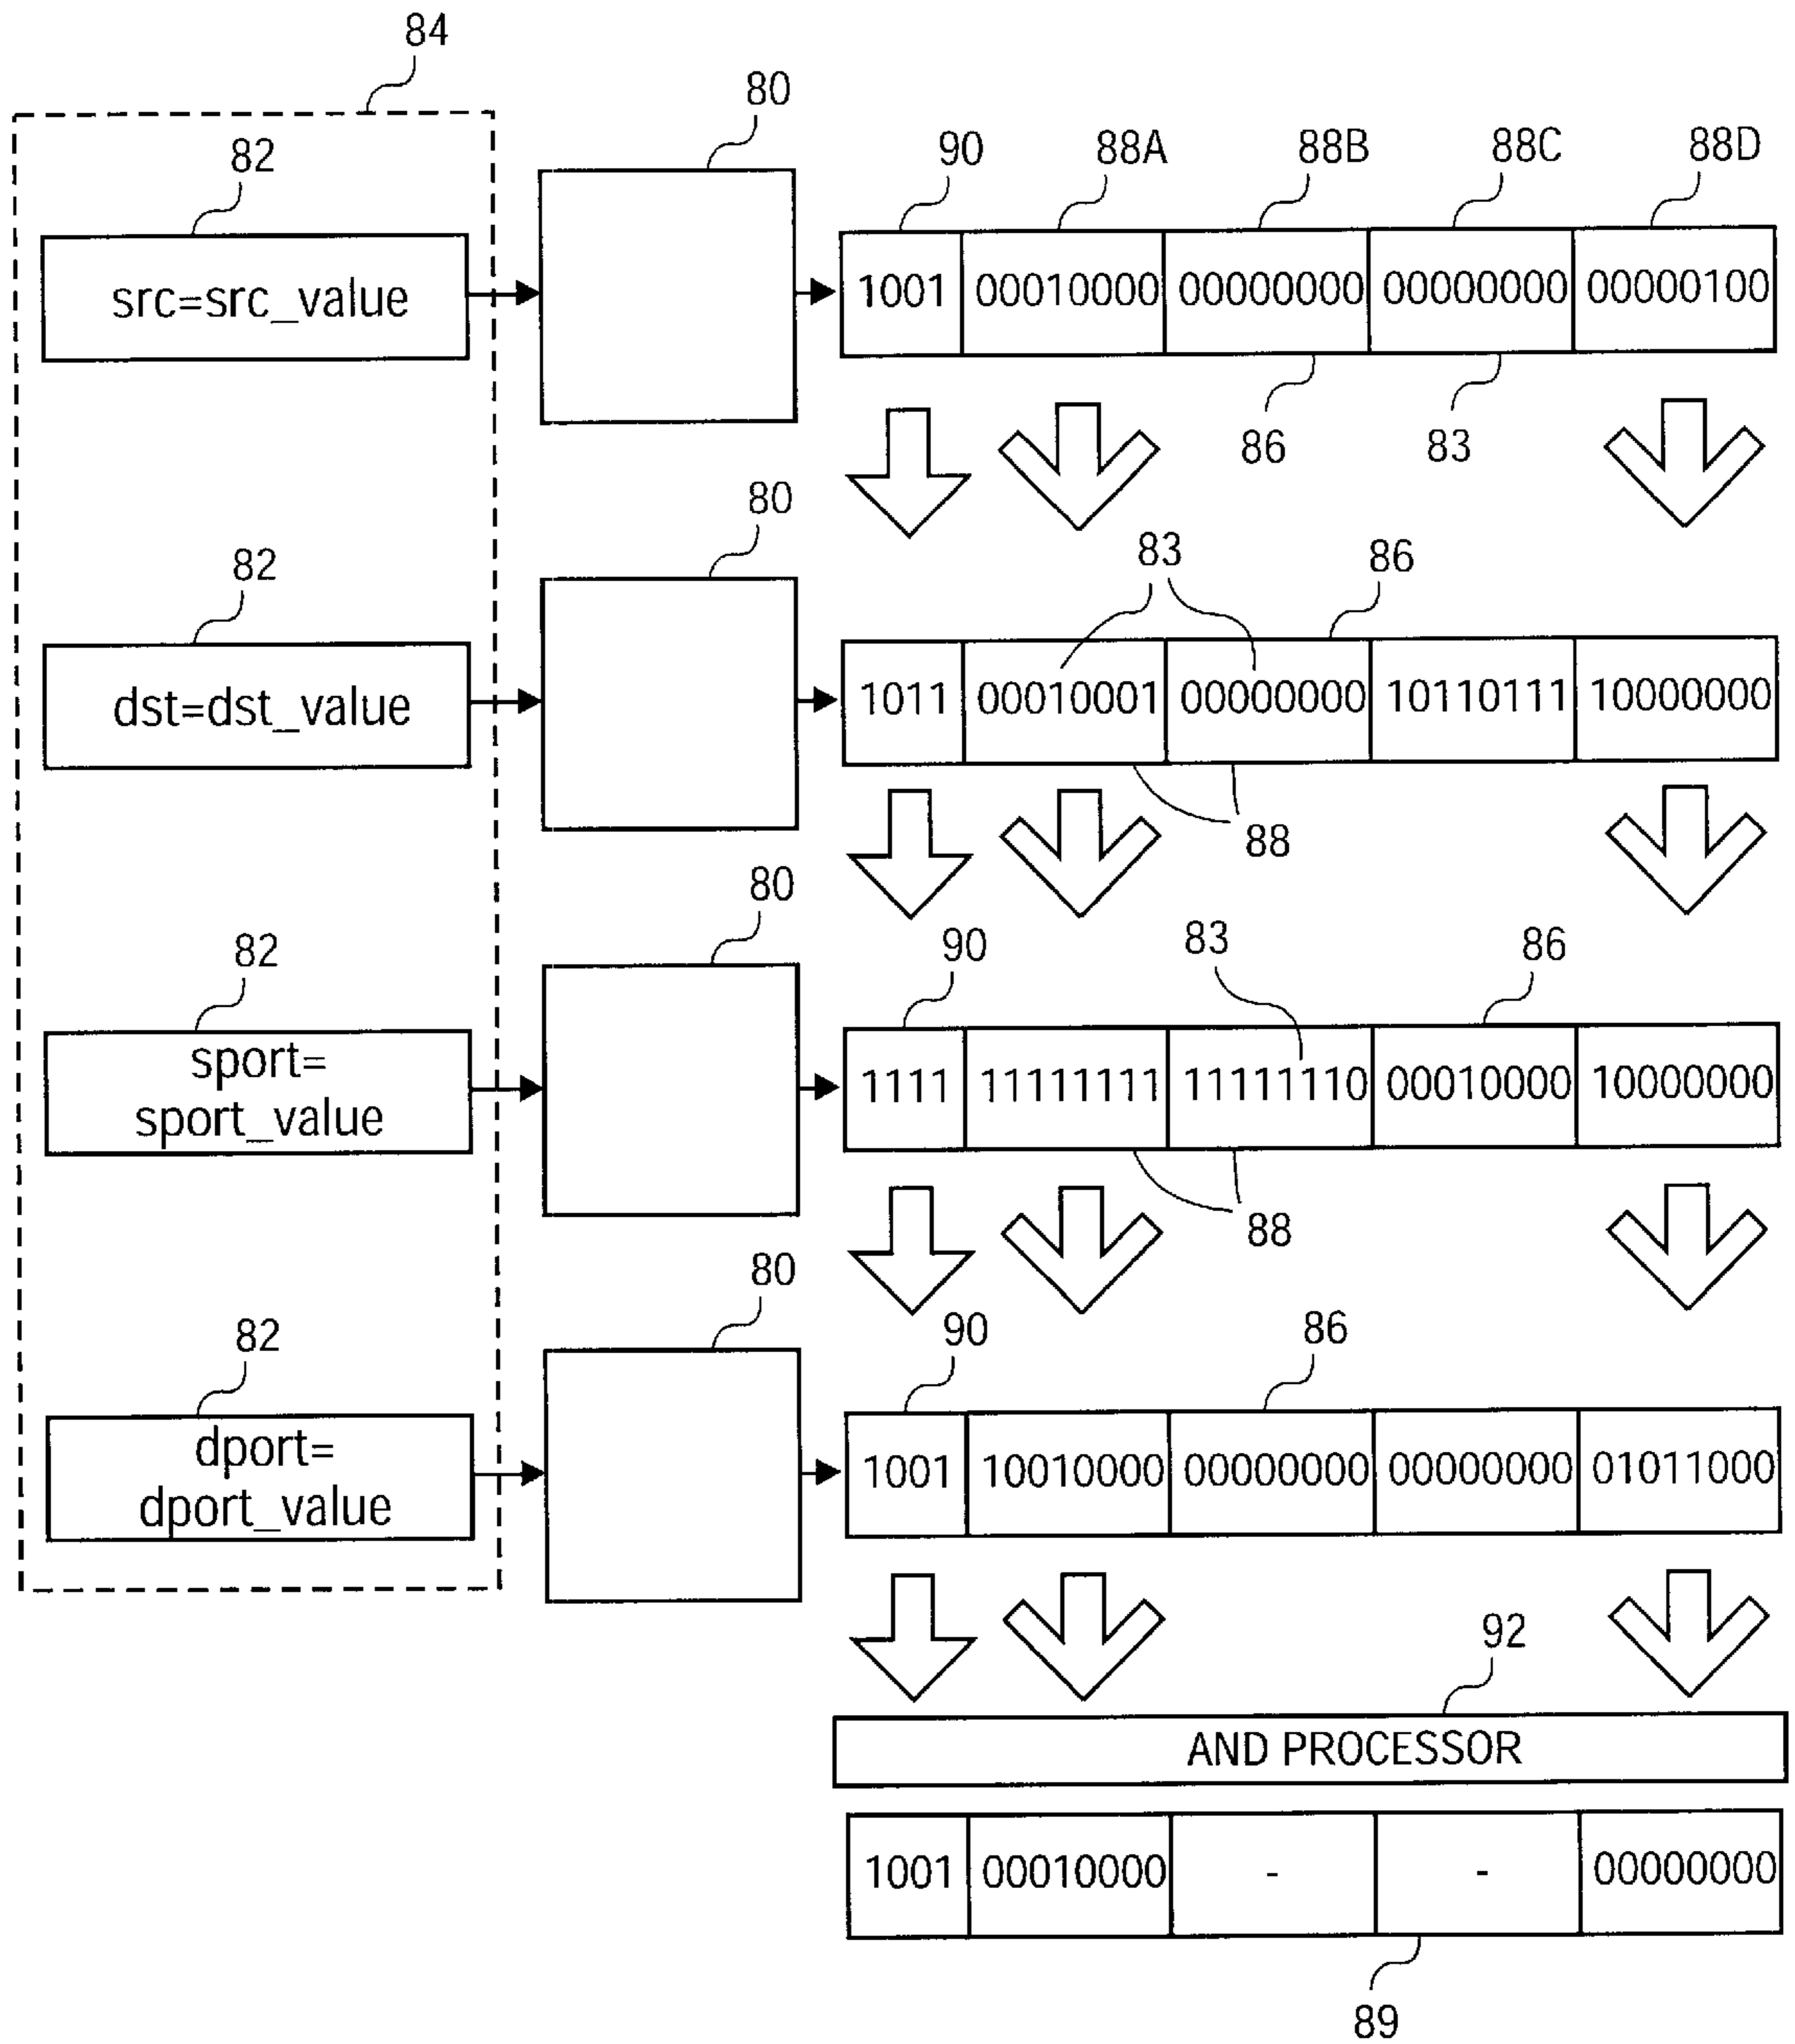 84
80
82
90 88A 88B 88C 88D
src=src_value
1001 00010000 00000000 00000000 00000100
86 83
80
82
83 86
dst=dst_value
1011 00010001 00000000 10110111 10000000
88
80
82
90 83 86
sport=
sport_value
1111 11111111 11111110 00010000 10000000
88
80
82
90 86
dport=
dport_value
1001 10010000 00000000 00000000 01011000
92
AND PROCESSOR
1001 00010000 - - 00000000
89